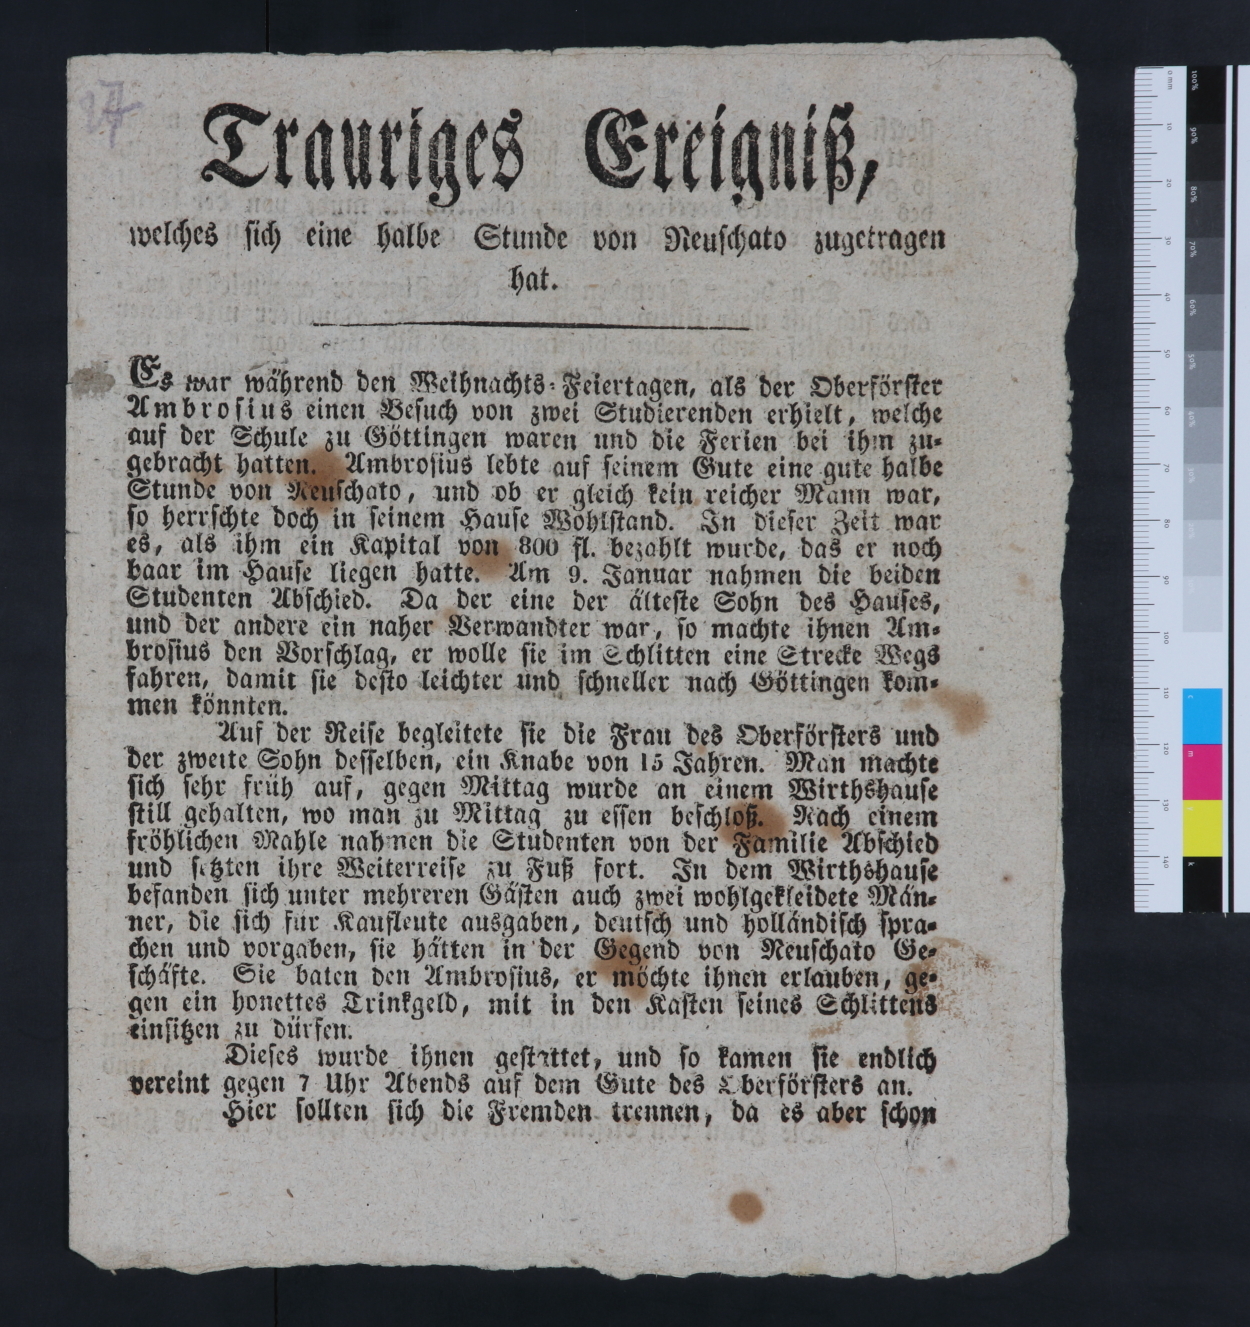 27
Trauriges Ereigniß,
welches sich eine halbe Stunde von Neuschato zugetragen
hat.
Es war während den Weihnachts-Feiertagen, als der Oberförster
Ambrosius einen Besuch von zwei Studierenden erhielt, welche
auf der Schule zu Göttingen waren und die Ferien bei ihm zu-
gebracht hatten. Ambrosius lebte auf seinem Gute eine gute halbe
Stunde von Neuschato, und ob er gleich kein reicher Mann war,
so herrschte doch in seinem Hause Wohlstand. In dieser Zeit war
es, als ihm ein Kapital von 800 fl. bezahlt wurde, das er noch
baar im Hause liegen hatte. Am 9. Januar nahmen die beiden
Studenten Abschied. Da der eine der älteste Sohn des Hauses,
und der andere ein naher Verwandter war, so machte ihnen Am-
brosius den Vorschlag, er wolle sie im Schlitten eine Strecke Wegs
fahren, damit sie desto leichter und schneller nach Göttingen kom-
men könnten.
Auf der Reise begleitete sie die Frau des Oberförsters und
der zweite Sohn desselben, ein Knabe von 15 Jahren. Man machte
sich sehr früh auf, gegen Mittag wurde an einem Wirthshause
still gehalten, wo man zu Mittag zu essen beschloß. Nach einem
fröhlichen Mahle nahmen die Studenten von der Familie Abschied
und setzten ihre Weiterreise zu Fuß fort. In dem Wirthshause
befanden sich unter mehreren Gästen auch zwei wohlgekleidete Män-
ner, die sich für Kaufleute ausgaben, deutsch und holländisch spra-
chen und vorgaben, sie hätten in der Gegend von Neuschato Ge-
schäfte. Sie baten den Ambrosius, er möchte ihnen erlauben, ge-
gen ein honettes Trinkgeld, mit in den Kasten seines Schlittens
einsitzen zu dürfen.
Dieses wurde ihnen gestattet, und so kamen sie endlich
vereint gegen 7 Uhr Abends auf dem Gute des Oberförsters an.
Hier sollten sich die Fremden trennen, da es aber schon